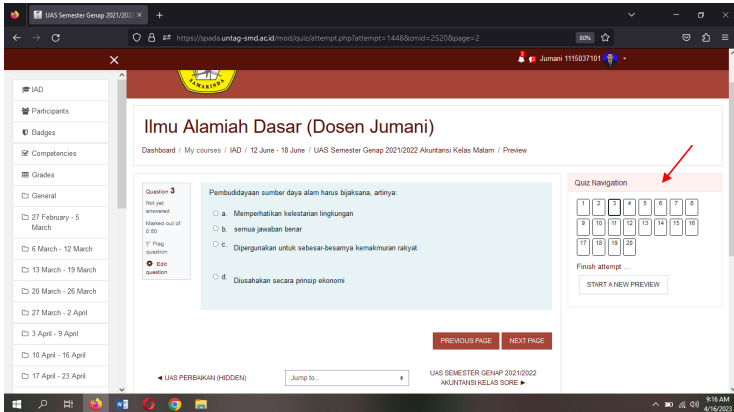 UAS Semester Genap 2021/202
https://spada.untag-smd.ac.id/mod/quiz/attempt.php?attempt=1448&cmid=2520&page=2
80%
Jumani 1115037101
SAMARINDA
IAD
Participants
Badges
Competencies
Grades
General
27 February - 5
March
6 March - 12 March
13 March - 19 March
20 March - 26 March
27 March - 2 April
3 April - 9 April
10 April - 16 April
17 April - 23 April
Ilmu Alamiah Dasar (Dosen Jumani)
Dashboard / My courses / IAD / 12 June - 18 June / UAS Semester Genap 2021/2022 Akuntansi Kelas Malam / Preview
Question 3
Not yet
answered
Marked out of
0.50
Flag
question
Edit
question
Pembudidayaan sumber daya alam harus bijaksana, artinya:
a. Memperhatikan kelestarian lingkungan
b. semua jawaban benar
c. Dipergunakan untuk sebesar-besarnya kemakmuran rakyat
d. Diusahakan secara prinsip ekonomi
PREVIOUS PAGE NEXT PAGE
◄ UAS PERBAIKAN (HIDDEN)
Jump to...
UAS SEMESTER GENAP 2021/2022
AKUNTANSI KELAS SORE ►
Quiz Navigation
1 2 3 4 5 6 7 8
9 10 11 12 13 14 15 16
17 18 19 20
Finish attempt ...
START A NEW PREVIEW
9:16 AM
4/16/2023